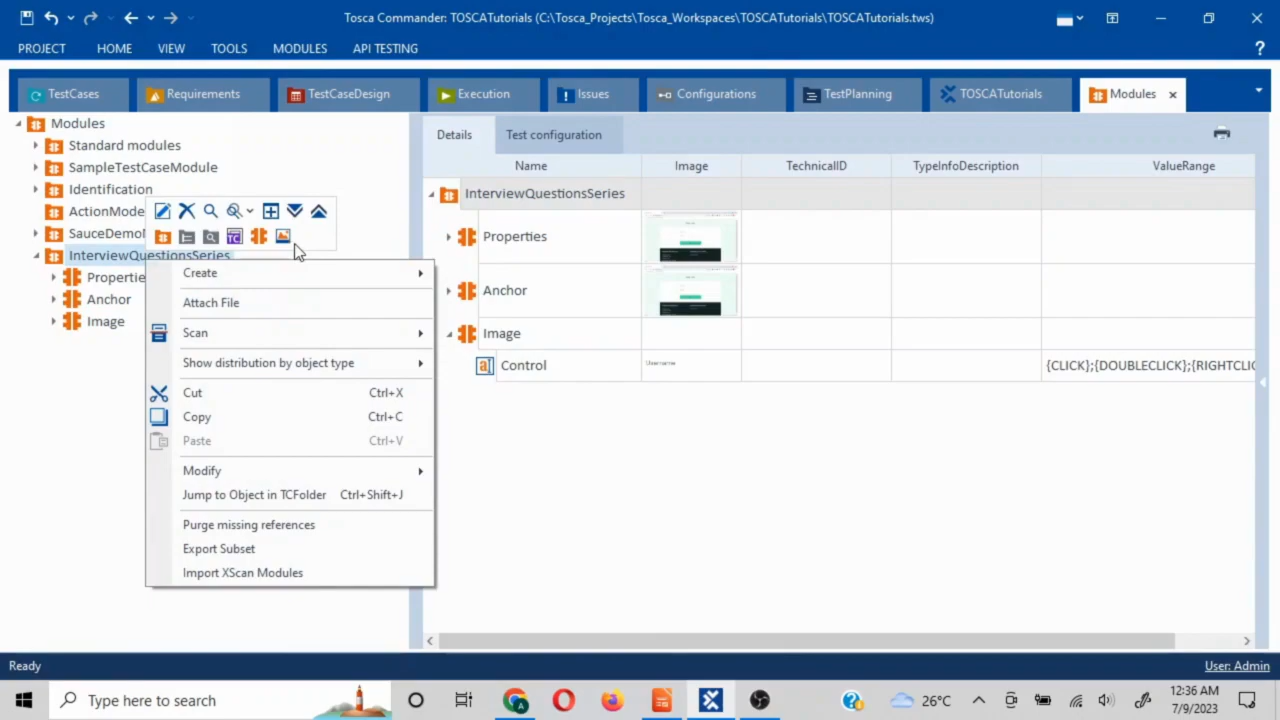 Tosca Commander: TOSCATutorials (C:\Tosca_Projects\Tosca_Workspaces\TOSCATutorials\TOSCATutorials.tws)
PROJECT HOME VIEW TOOLS MODULES API TESTING ?
TestCases Requirements TestCaseDesign Execution Issues Configurations TestPlanning TOSCATutorials Modules
Modules
Standard modules
SampleTestCaseModule
Identification
ActionMode
SauceDemoM
InterviewQuestionsSeries
Propertie
Anchor
Image
TC
Create
Attach File
Scan
Show distribution by object type
Cut Ctrl+X
Copy Ctrl+C
Paste Ctrl+V
Modify
Jump to Object in TCFolder Ctrl+Shift+J
Purge missing references
Export Subset
Import XScan Modules
Details Test configuration
Name Image TechnicalID TypeInfoDescription ValueRange
InterviewQuestionsSeries
Properties
Anchor
Image
Control Username {CLICK};{DOUBLECLICK};{RIGHTCLIC
Ready User: Admin
Type here to search
26°C
12:36 AM
7/9/2023